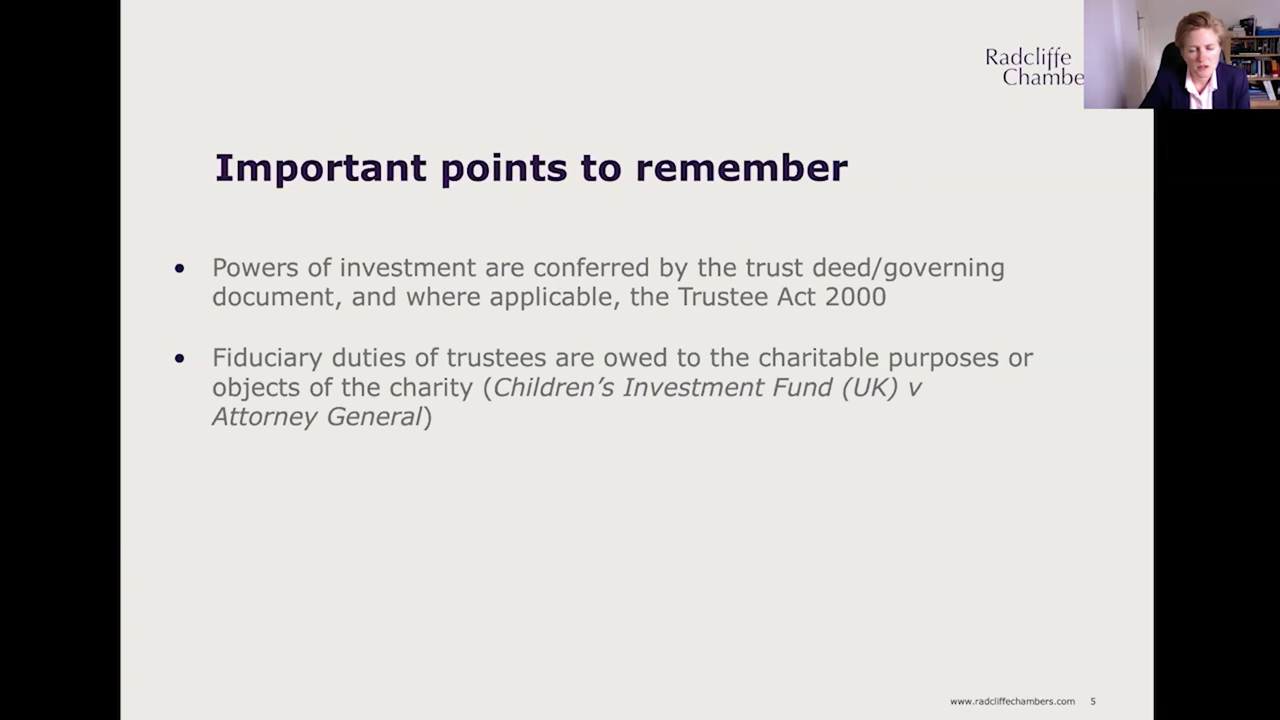 Radcliffe
Chambe
Important points to remember
• Powers of investment are conferred by the trust deed/governing
document, and where applicable, the Trustee Act 2000
• Fiduciary duties of trustees are owed to the charitable purposes or
objects of the charity (Children’s Investment Fund (UK) v
Attorney General)
www.radcliffechambers.com 5